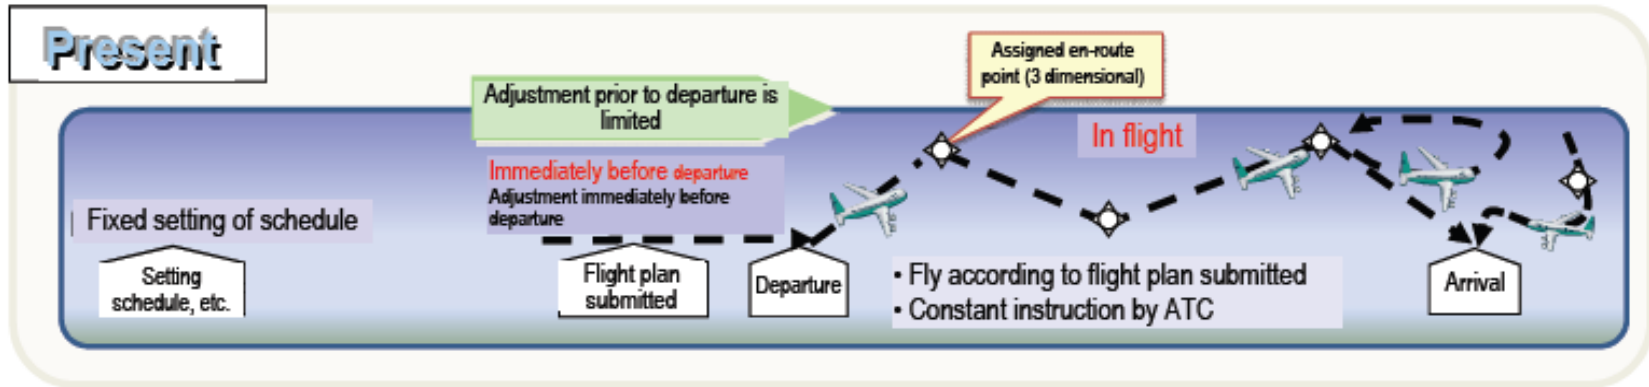 Present
Assigned en-route
point (3 dimensional)
Adjustment prior to departure is
limited
In flight
Immediately before departure
Adjustment immediately before
departure
Fixed setting of schedule
Setting
schedule, etc.
Flight plan
submitted
Departure
• Fly according to flight plan submitted
• Constant instruction by ATC
Arrival